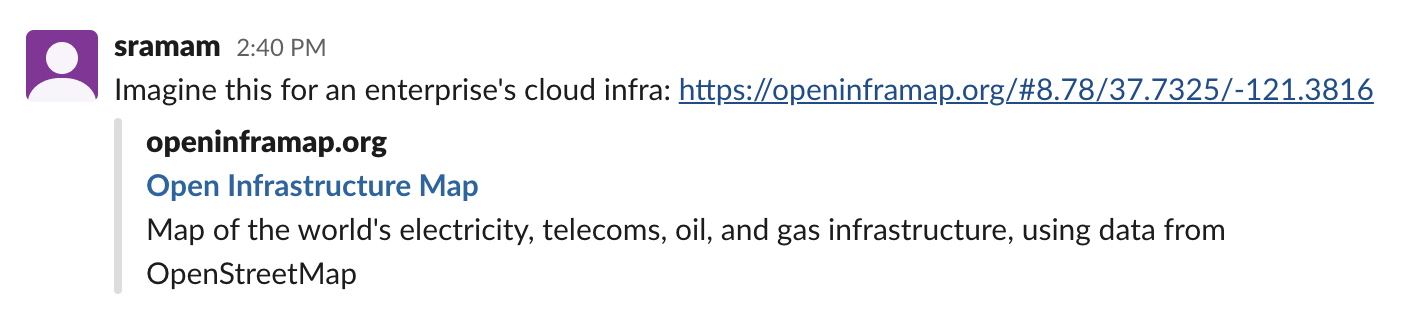 sramam 2:40 PM
Imagine this for an enterprise's cloud infra: https://openinframap.org/#8.78/37.7325/-121.3816
openinframap.org
Open Infrastructure Map
Map of the world's electricity, telecoms, oil, and gas infrastructure, using data from
OpenStreetMap